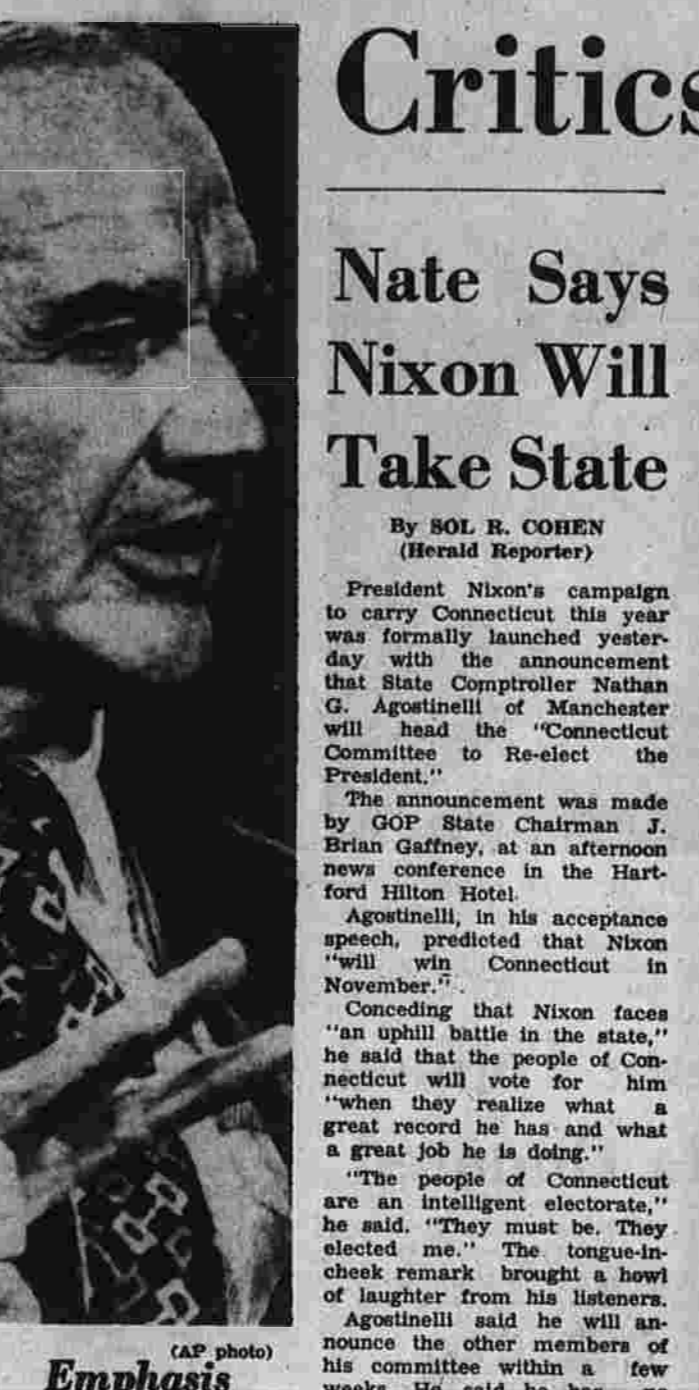 Critics
Nate Says
Nixon Will
Take State
By SOL R. COHEN
(Herald Reporter)
President Nixon's campaign
to carry Connecticut this year
was formally launched yester-
day with the announcement
that State Comptroller Nathan
G. Agostinelli of Manchester
will head the "Connecticut
Committee to Re-elect the
President."
The announcement was made
by GOP State Chairman J.
Brian Gaffney, at an afternoon
news conference in the Hart-
ford Hilton Hotel.
Agostinelli, in his acceptance
speech, predicted that Nixon
"will win Connecticut in
November."
Conceding that Nixon faces
"an uphill battle in the state,"
he said that the people of Con-
necticut will vote for him
"when they realize what a
great record he has and what
a great job he is doing."
"The people of Connecticut
are an intelligent electorate,"
he said. "They must be. They
elected me." The tongue-in-
cheek remark brought a howl
of laughter from his listeners.
Agostinelli said he will an-
nounce the other members of
his committee within a few
weeks. He said he
(AP photo)
Emphasis